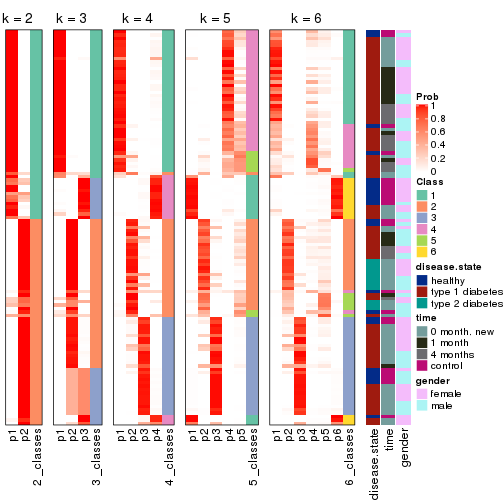 k = 2 k = 3 k = 4 k = 5 k = 6
p1 p2 2_classes p1 p2 p3 3_classes p1 p2 p3 p4 4_classes p1 p2 p3 p4 p5 5_classes p1 p2 p3 p4 p5 p6 6_classes disease.state time gender
Prob
1
0.8
0.6
0.4
0.2
0
Class
1
2
3
4
5
6
disease.state
healthy
type 1 diabetes
type 2 diabetes
time
0 month. new
1 month
4 months
control
gender
female
male